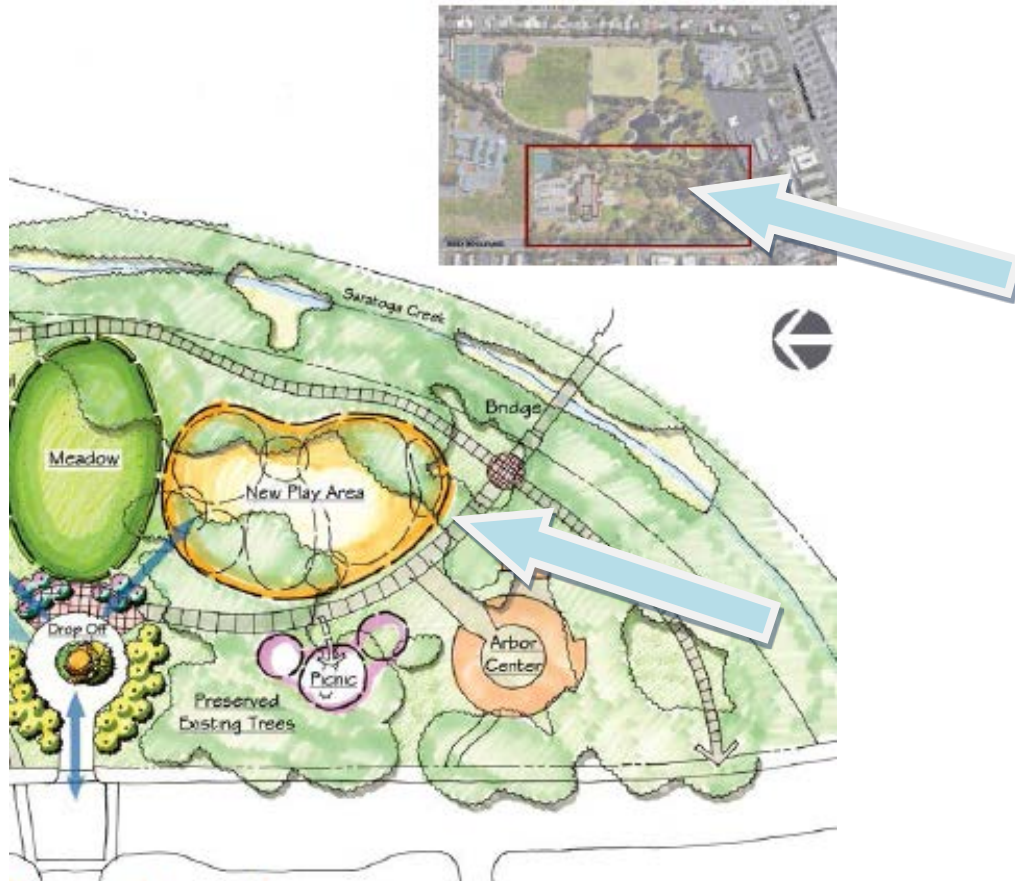 Saratoga Creek
Bridge
Meadow
New Play Area
Drop Off
Arbor
Center
Picnic
Preserved
Existing Trees